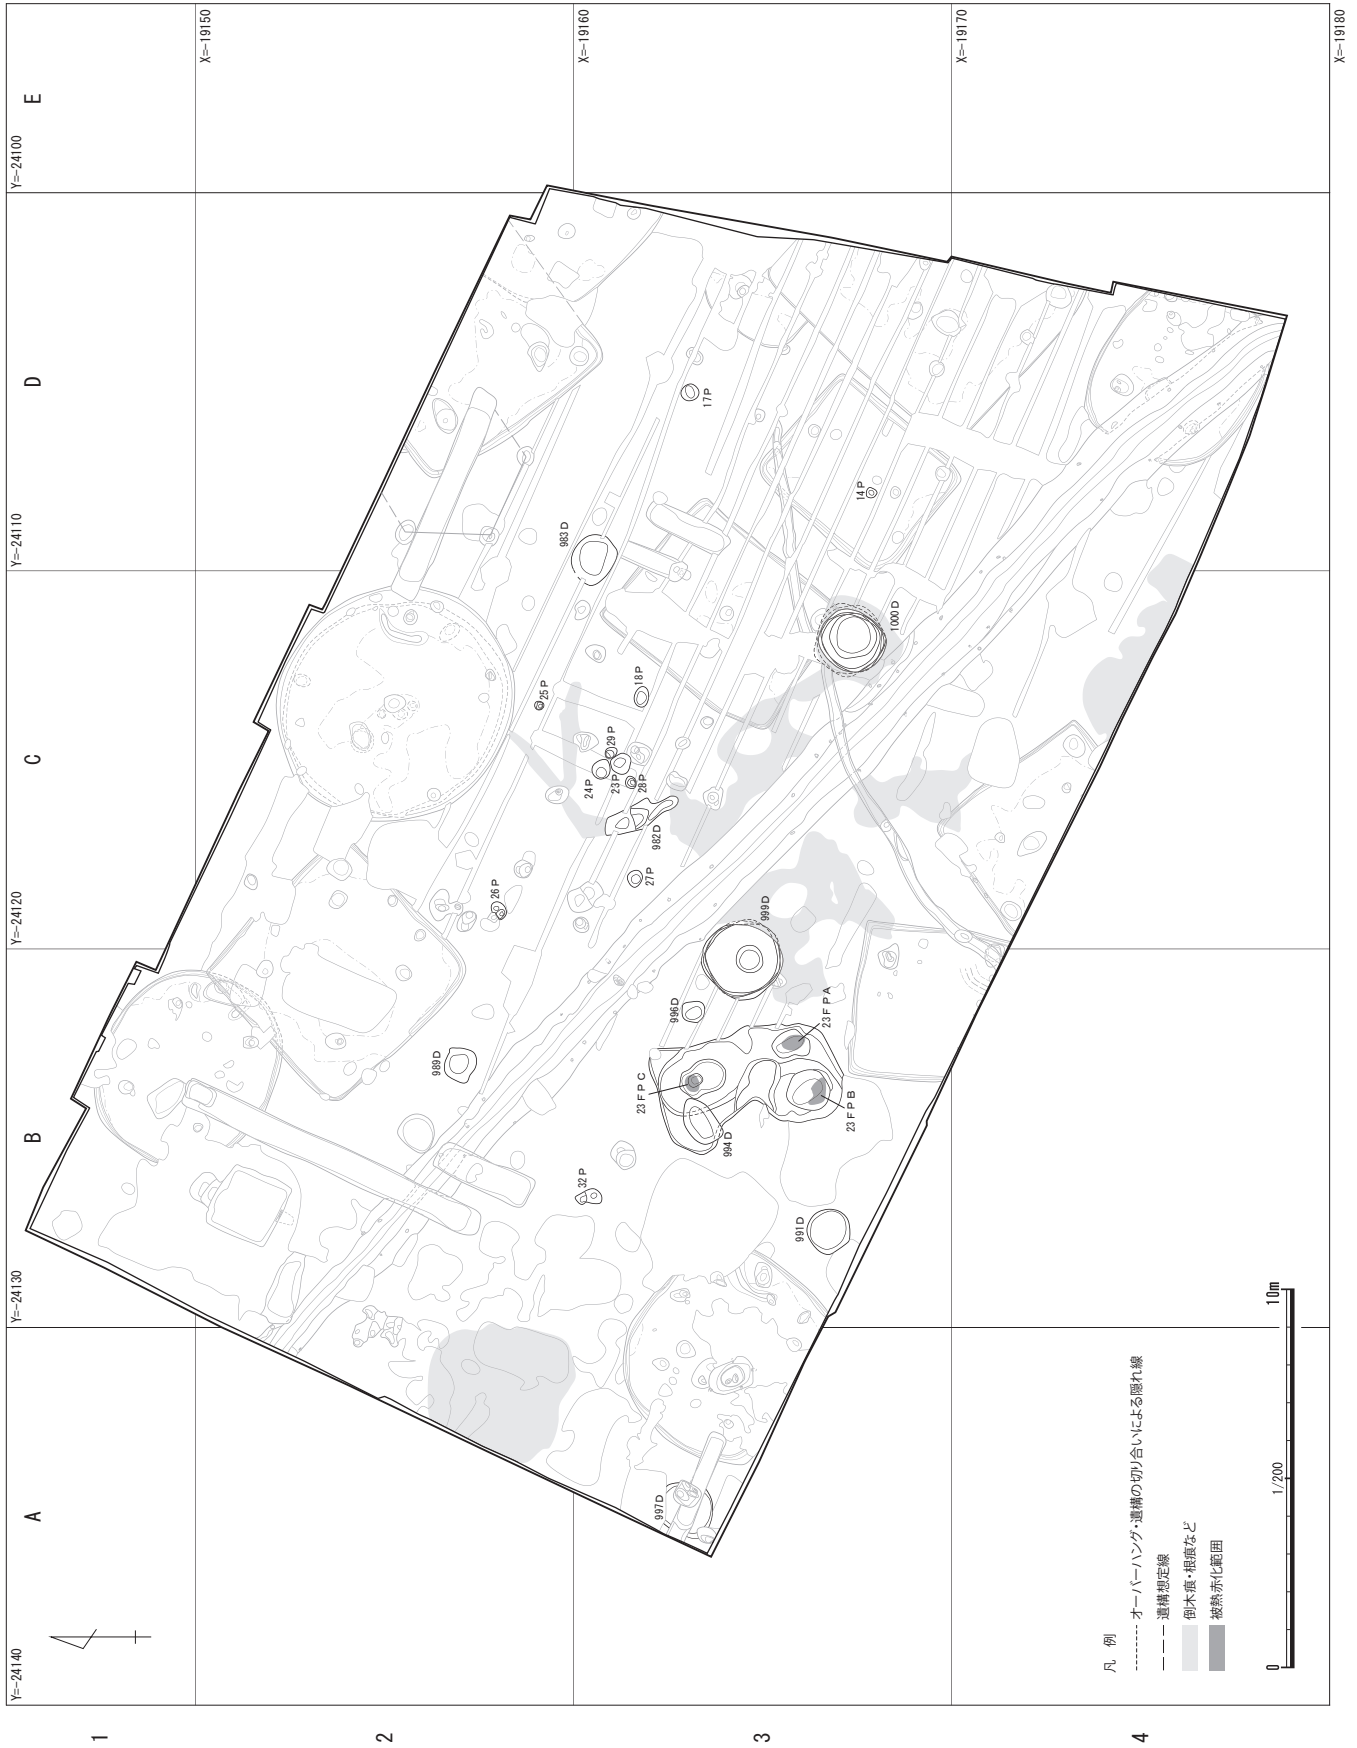 A
B
C
D
E
1
2
3
4
Y=-24140
Y=-24130
Y=-24120
Y=-24110
Y=-24100
X=-19150
X=-19160
X=-19170
X=-19180
989D
26P
25P
983D
17P
18P
29P
24P
23P
28P
982D
27P
14P
1000D
999D
996D
23FPA
23FPC
23FPB
994D
32P
991D
997D
凡 例
オーバーハング・遺構の切り合いによる隠れ線
遺構想定線
倒木痕・根痕など
被熱赤化範囲
0
1/200
10m